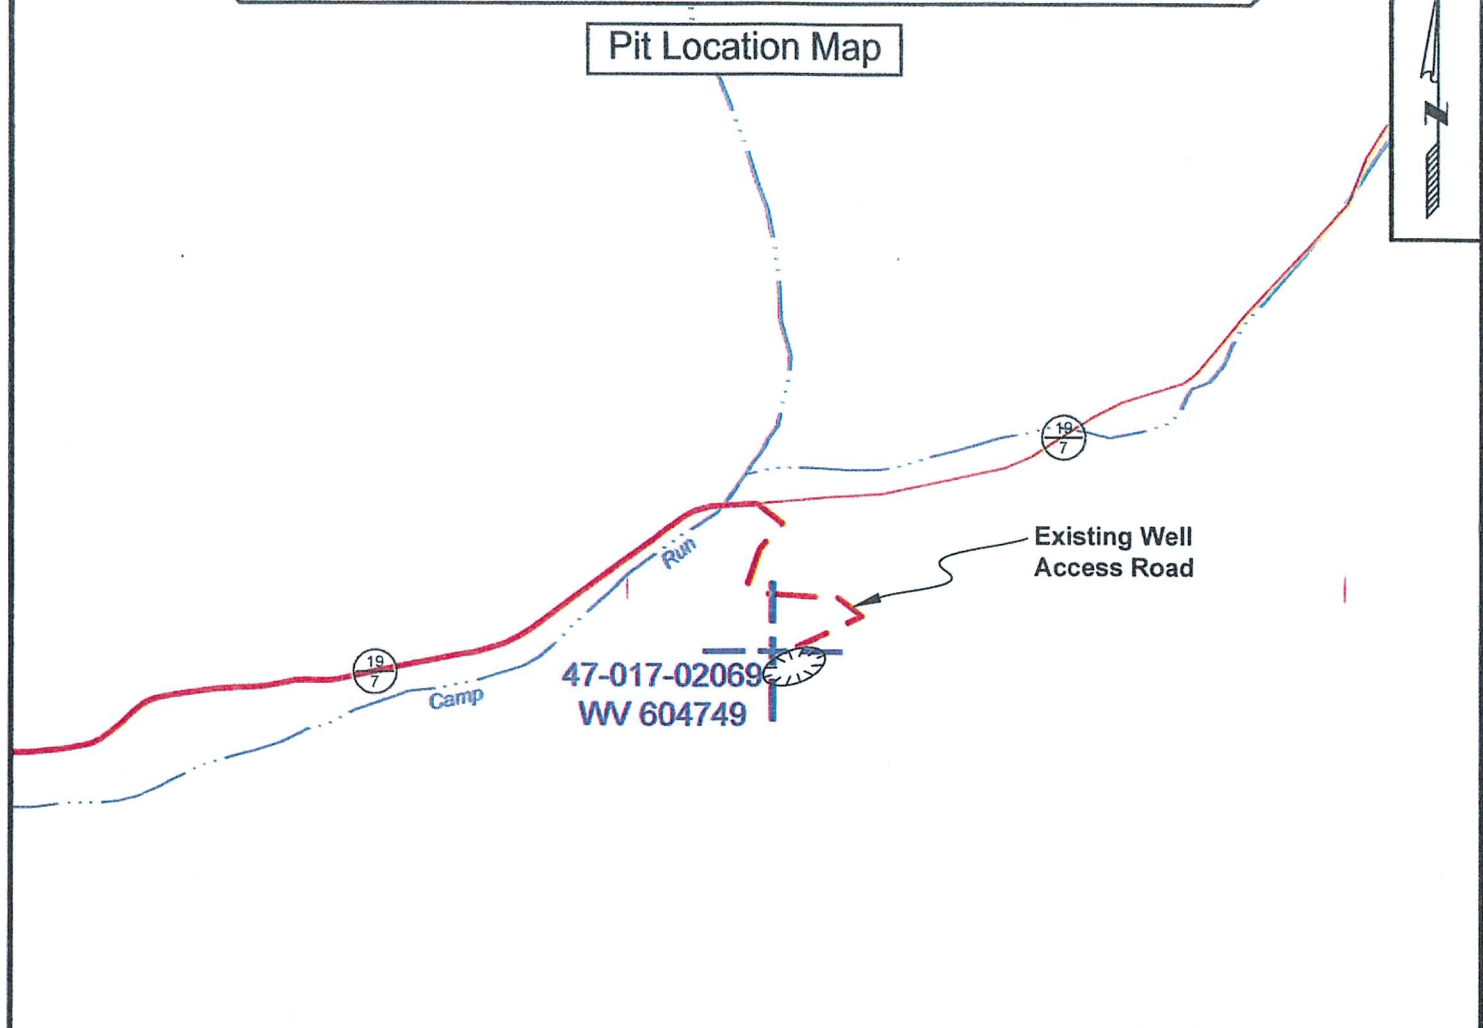 Pit Location Map
N
19
7
Existing Well
Access Road
Run
19
7
47-017-02069
Camp
WV 604749